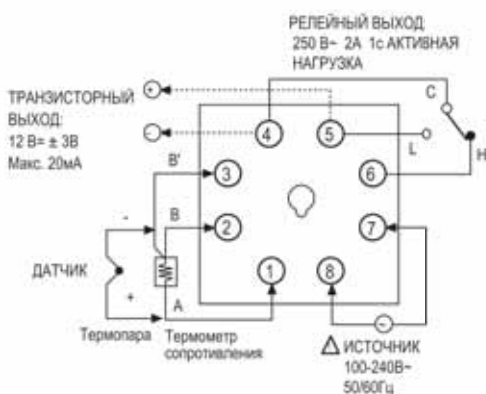 РЕЛЕЙНЫЙ ВЫХОД
250 В~ 2А 1с АКТИВНАЯ
НАГРУЗКА
ТРАНЗИСТОРНЫЙ
ВЫХОД:
12 В= ± 3В
Макс. 20мА
+
-
C
L
H
4
5
3
6
2
7
1
8
B'
B
A
-
+
ДАТЧИК
Термопара
Термометр
сопротивления
~
⚠ ИСТОЧНИК
100-240В~
50/60Гц